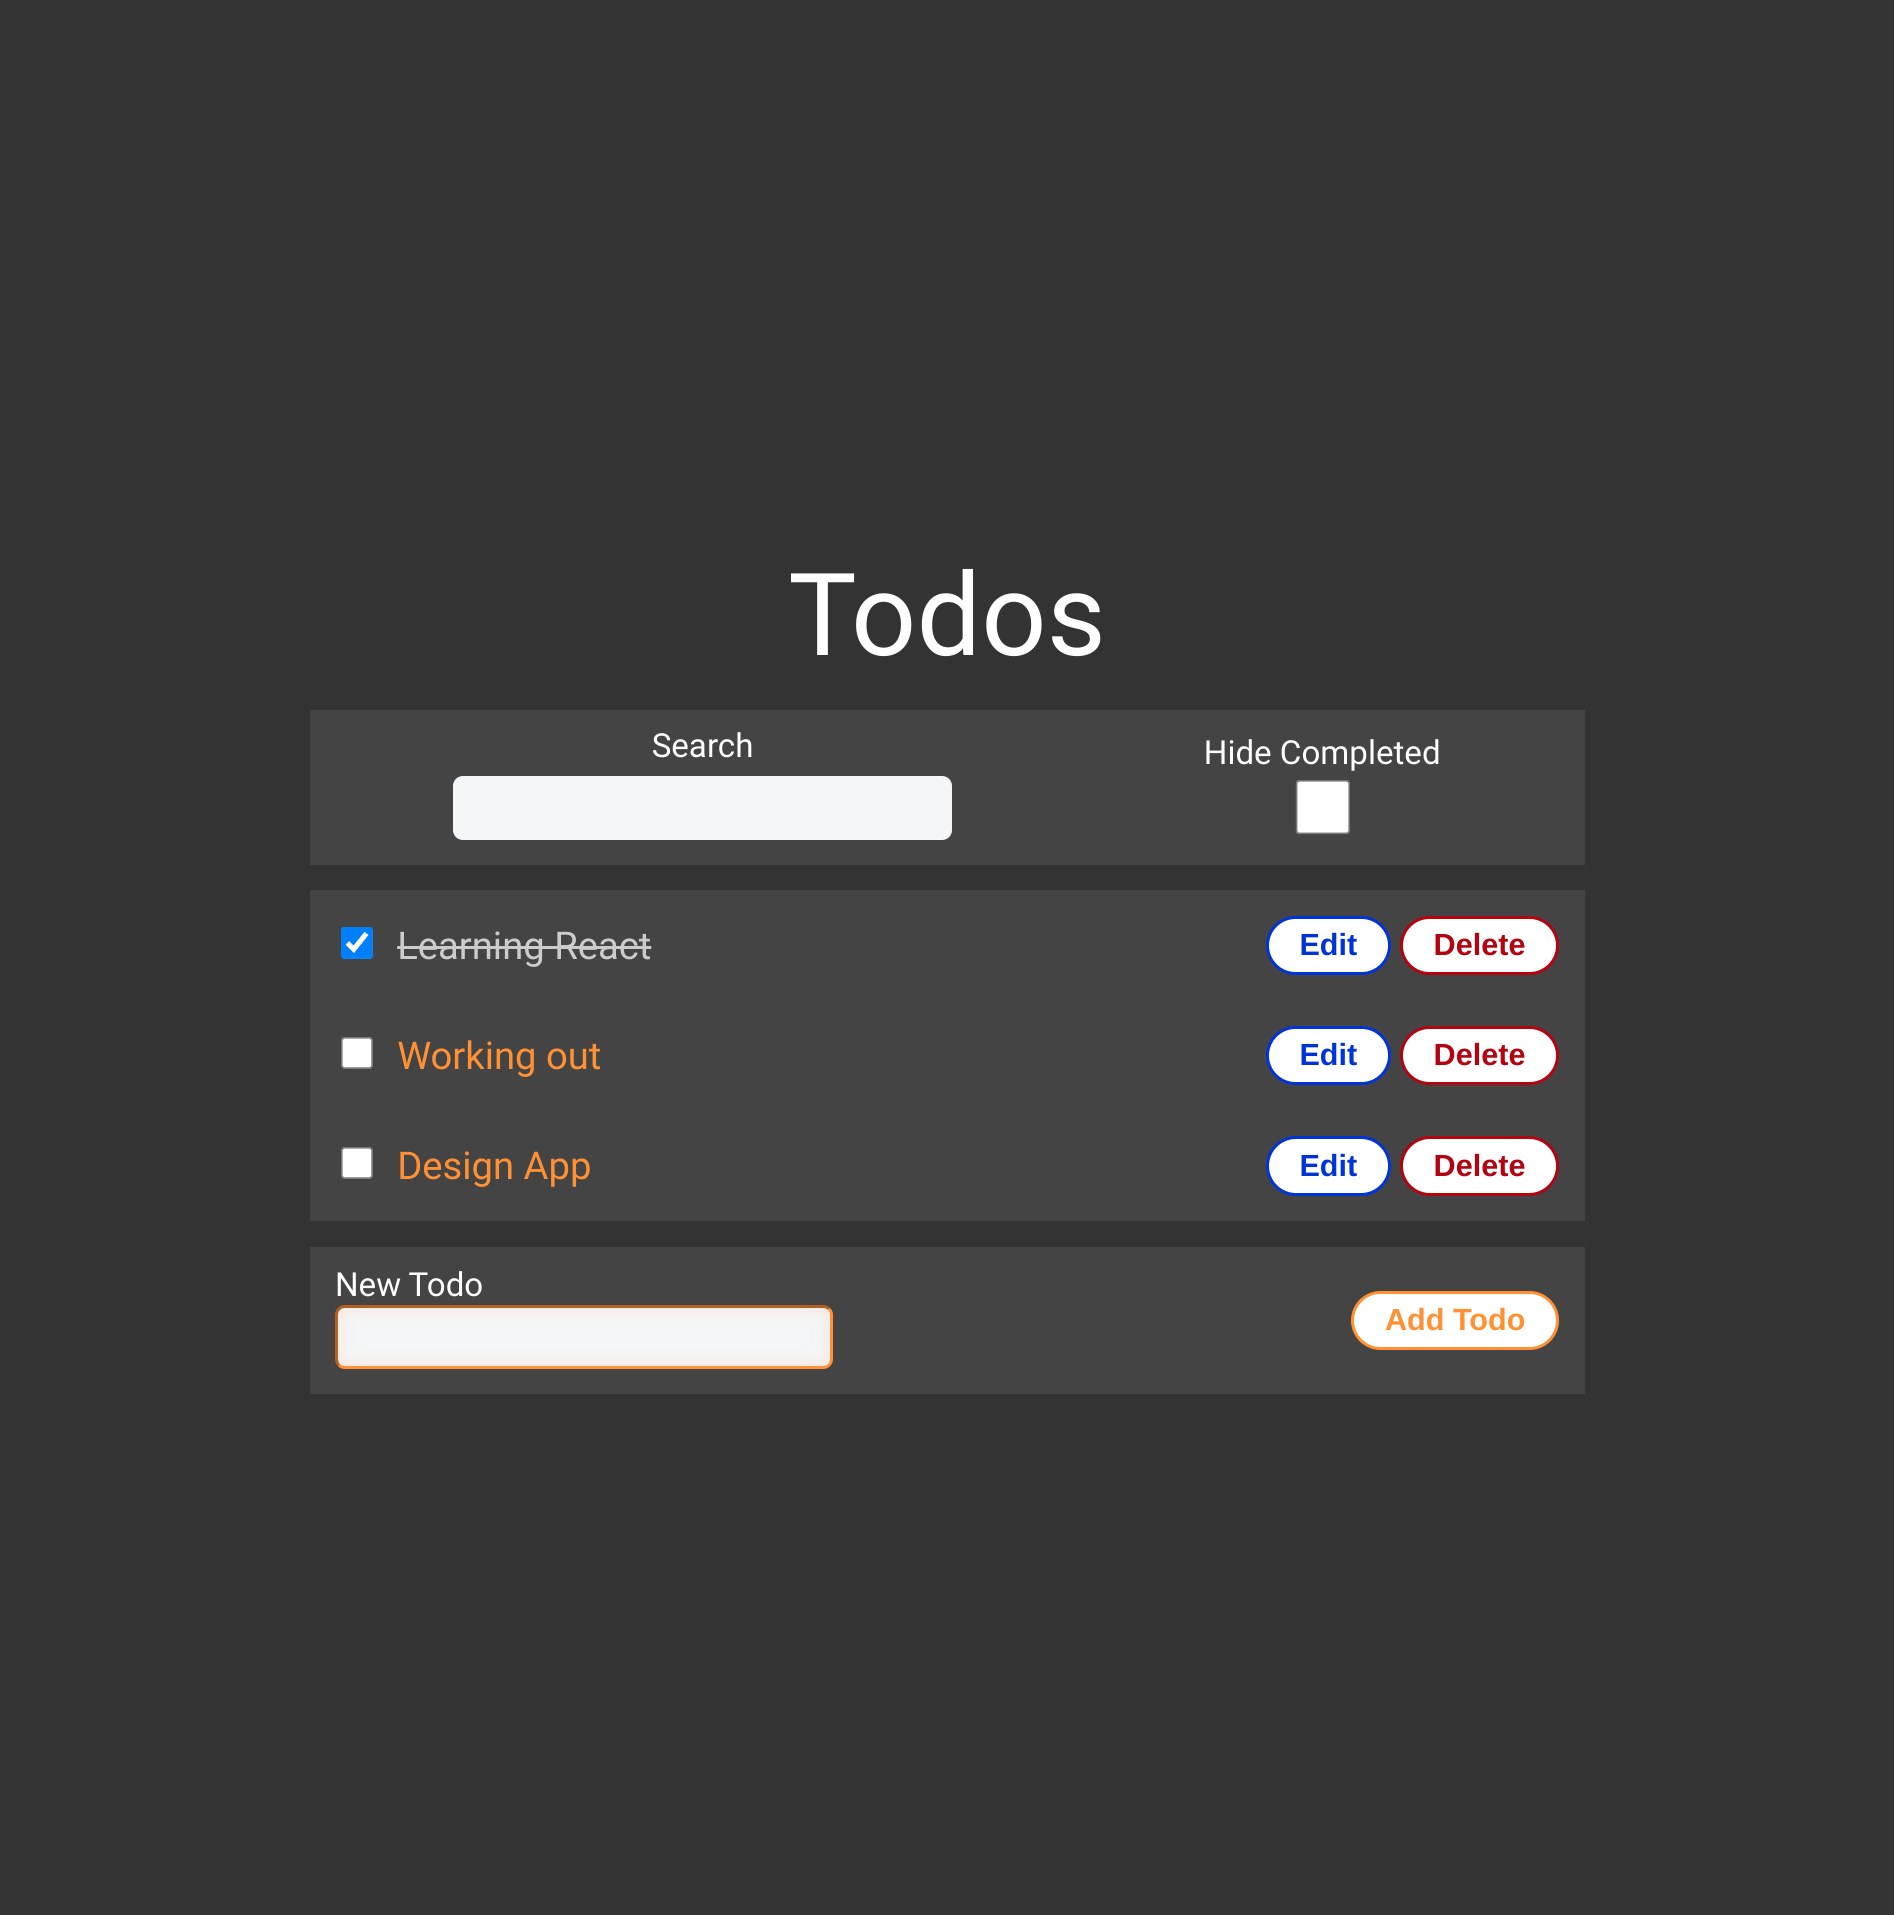 Todos
Search
Hide Completed
Learning React
Edit
Delete
Working out
Edit
Delete
Design App
Edit
Delete
New Todo
Add Todo